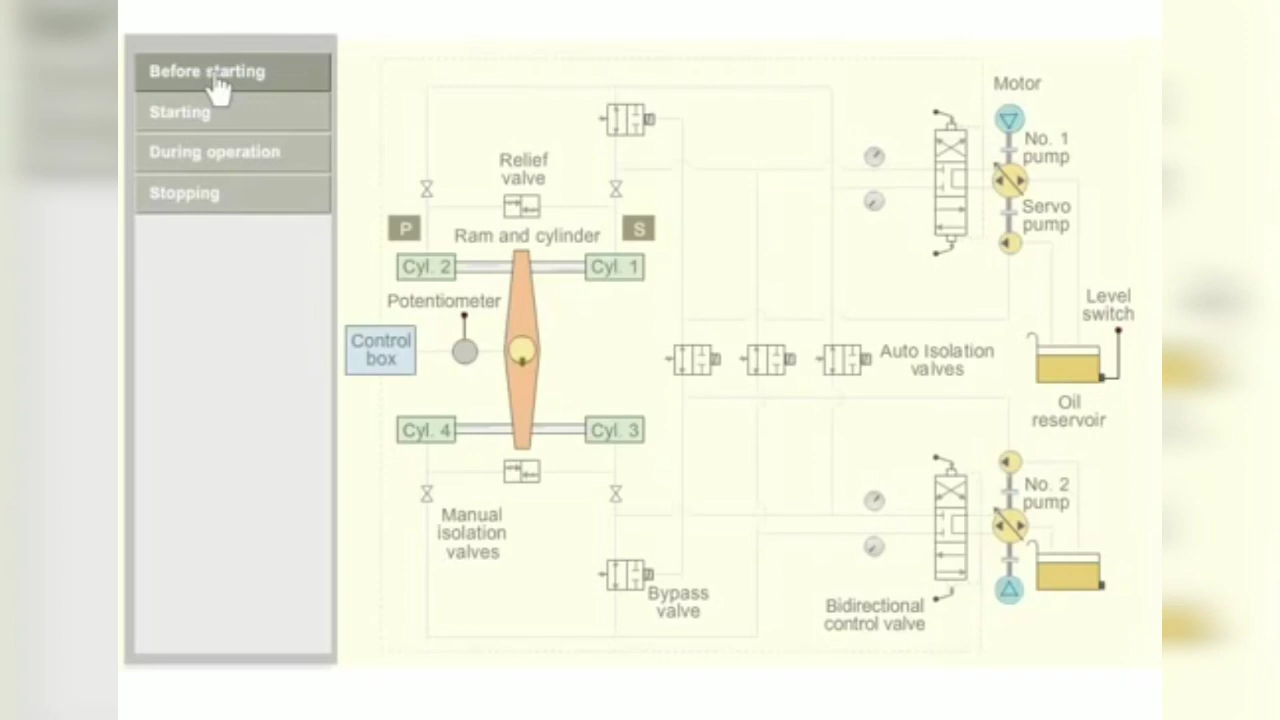 Before starting
Starting
During operation
Stopping
Motor
No. 1
pump
Servo
pump
Relief
valve
P
S
Ram and cylinder
Cyl. 2
Cyl. 1
Potentiometer
Control
box
Level
switch
Auto Isolation
valves
Oil
reservoir
Cyl. 4
Cyl. 3
No. 2
pump
Manual
isolation
valves
Bypass
valve
Bidirectional
control valve